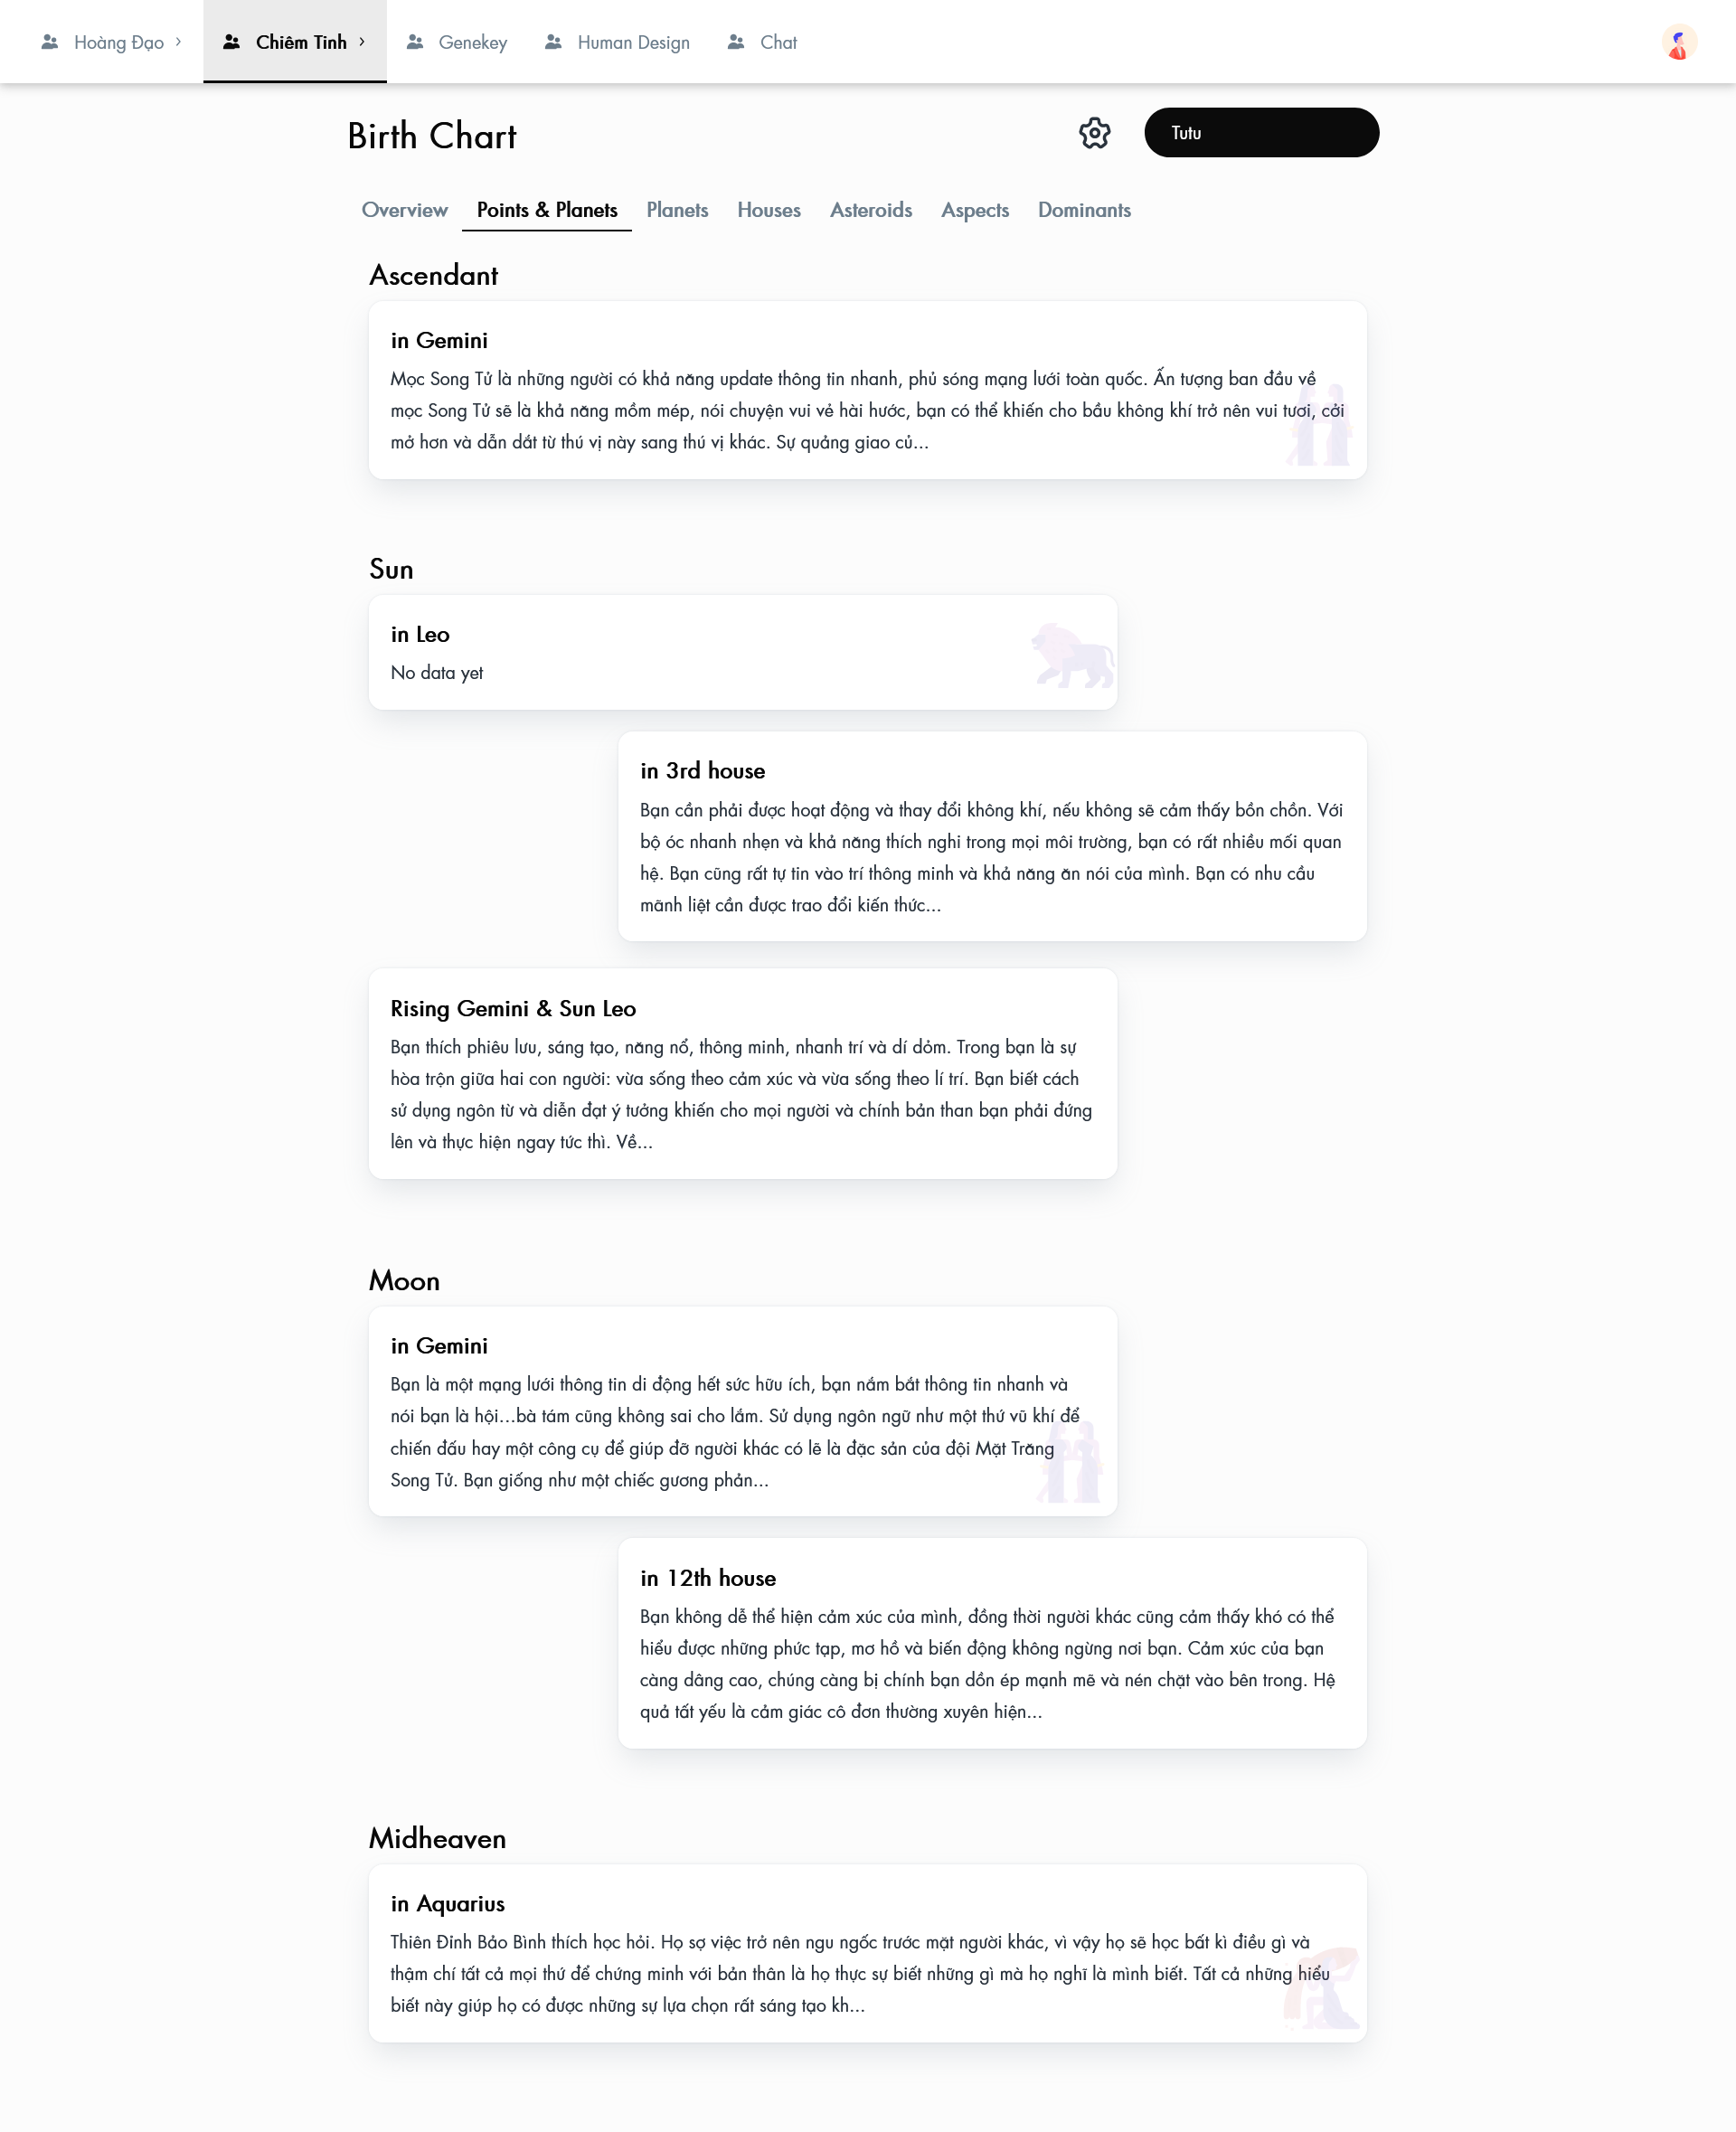 Hoàng Đạo
Chiêm Tinh
Genekey
Human Design
Chat
Birth Chart
Tutu
Overview
Points & Planets
Planets
Houses
Asteroids
Aspects
Dominants
Ascendant
in Gemini
Mọc Song Tử là những người có khả năng update thông tin nhanh, phủ sóng mạng lưới toàn quốc. Ấn tượng ban đầu về
mọc Song Tử sẽ là khả năng mồm mép, nói chuyện vui vẻ hài hước, bạn có thể khiến cho bầu không khí trở nên vui tươi, cởi
mở hơn và dẫn dắt từ thú vị này sang thú vị khác. Sự quảng giao củ...
Sun
in Leo
No data yet
in 3rd house
Bạn cần phải được hoạt động và thay đổi không khí, nếu không sẽ cảm thấy bồn chồn. Với
bộ óc nhanh nhẹn và khả năng thích nghi trong mọi môi trường, bạn có rất nhiều mối quan
hệ. Bạn cũng rất tự tin vào trí thông minh và khả năng ăn nói của mình. Bạn có nhu cầu
mãnh liệt cần được trao đổi kiến thức...
Rising Gemini & Sun Leo
Bạn thích phiêu lưu, sáng tạo, năng nổ, thông minh, nhanh trí và dí dỏm. Trong bạn là sự
hòa trộn giữa hai con người: vừa sống theo cảm xúc và vừa sống theo lí trí. Bạn biết cách
sử dụng ngôn từ và diễn đạt ý tưởng khiến cho mọi người và chính bản than bạn phải đứng
lên và thực hiện ngay tức thì. Về...
Moon
in Gemini
Bạn là một mạng lưới thông tin di động hết sức hữu ích, bạn nắm bắt thông tin nhanh và
nói bạn là hội...bà tám cũng không sai cho lắm. Sử dụng ngôn ngữ như một thứ vũ khí để
chiến đấu hay một công cụ để giúp đỡ người khác có lẽ là đặc sản của đội Mặt Trăng
Song Tử. Bạn giống như một chiếc gương phản...
in 12th house
Bạn không dễ thể hiện cảm xúc của mình, đồng thời người khác cũng cảm thấy khó có thể
hiểu được những phức tạp, mơ hồ và biến động không ngừng nơi bạn. Cảm xúc của bạn
càng dâng cao, chúng càng bị chính bạn dồn ép mạnh mẽ và nén chặt vào bên trong. Hệ
quả tất yếu là cảm giác cô đơn thường xuyên hiện...
Midheaven
in Aquarius
Thiên Đỉnh Bảo Bình thích học hỏi. Họ sợ việc trở nên ngu ngốc trước mặt người khác, vì vậy họ sẽ học bất kì điều gì và
thậm chí tất cả mọi thứ để chứng minh với bản thân là họ thực sự biết những gì mà họ nghĩ là mình biết. Tất cả những hiểu
biết này giúp họ có được những sự lựa chọn rất sáng tạo kh...